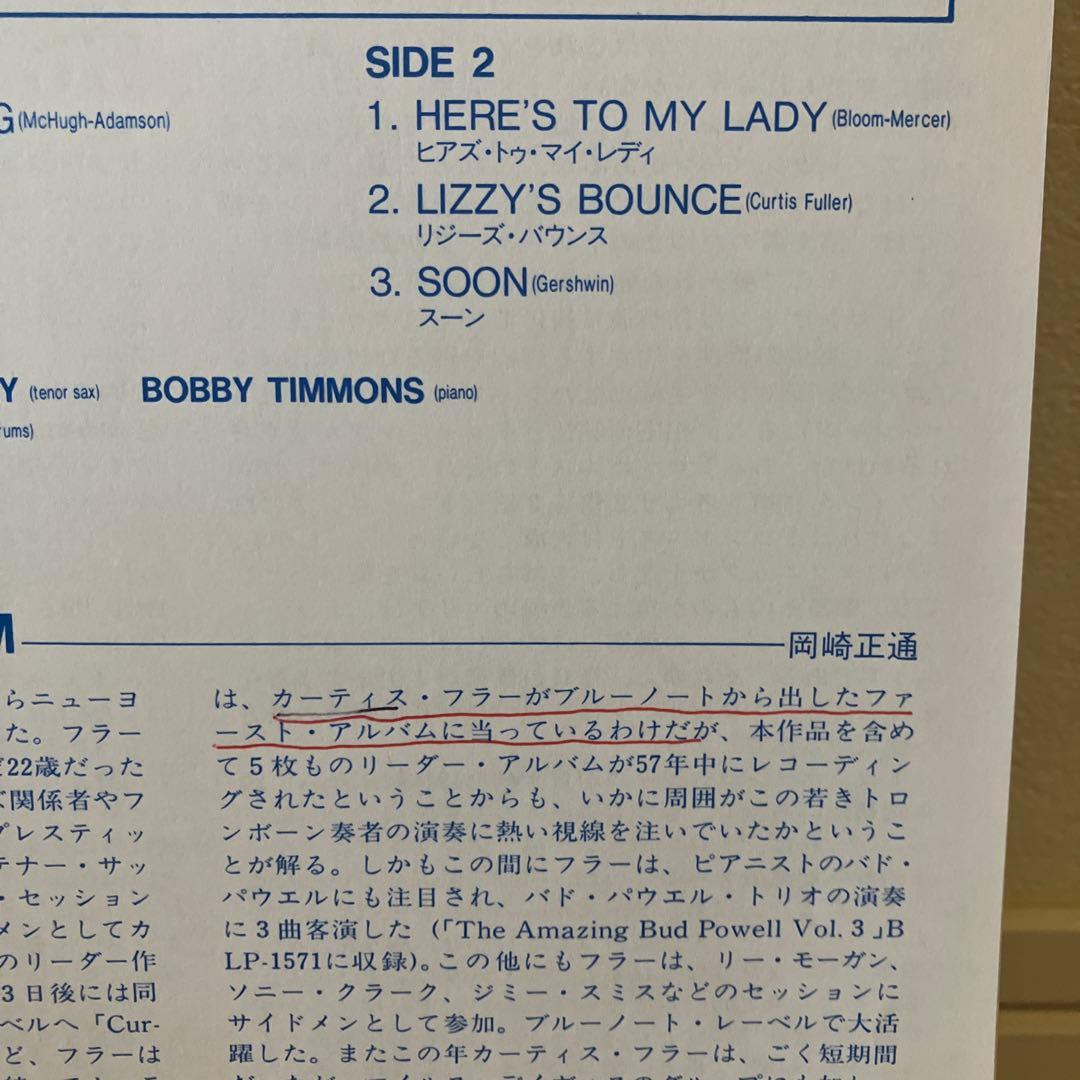 SIDE 2
G (McHugh-Adamson)
1. HERE'S TO MY LADY (Bloom-Mercer)
ヒアズ・トゥ・マイ・レディ
2. LIZZY'S BOUNCE (Curtis Fuller)
リジーズ・バウンス
3. SOON (Gershwin)
スーン
Y (tenor sax) BOBBY TIMMONS (piano)
rums)
M
岡崎正通
らニューヨ
た。フラー
22歳だった
ズ関係者やフ
プレスティッ
テナー・サッ
・セッション
メンとしてカ
のリーダー作
3日後には同
ベルへ「Cur-
ど、フラーは
は、カーティス・フラーがブルーノートから出したファ
ースト・アルバムに当っているわけだが、本作品を含め
て5枚ものリーダー・アルバムが57年中にレコーディン
グされたということからも、いかに周囲がこの若きトロ
ンボーン奏者の演奏に熱い視線を注いでいたかというこ
とが解る。しかもこの間にフラーは、ピアニストのバド・
パウエルにも注目され、バド・パウエル・トリオの演奏
に3曲客演した(「The Amazing Bud Powell Vol. 3」B
LP-1571に収録)。この他にもフラーは、リー・モーガン、
ソニー・クラーク、ジミー・スミスなどのセッションに
サイドメンとして参加。ブルーノート・レーベルで大活
躍した。またこの年カーティス・フラーは、ごく短期間